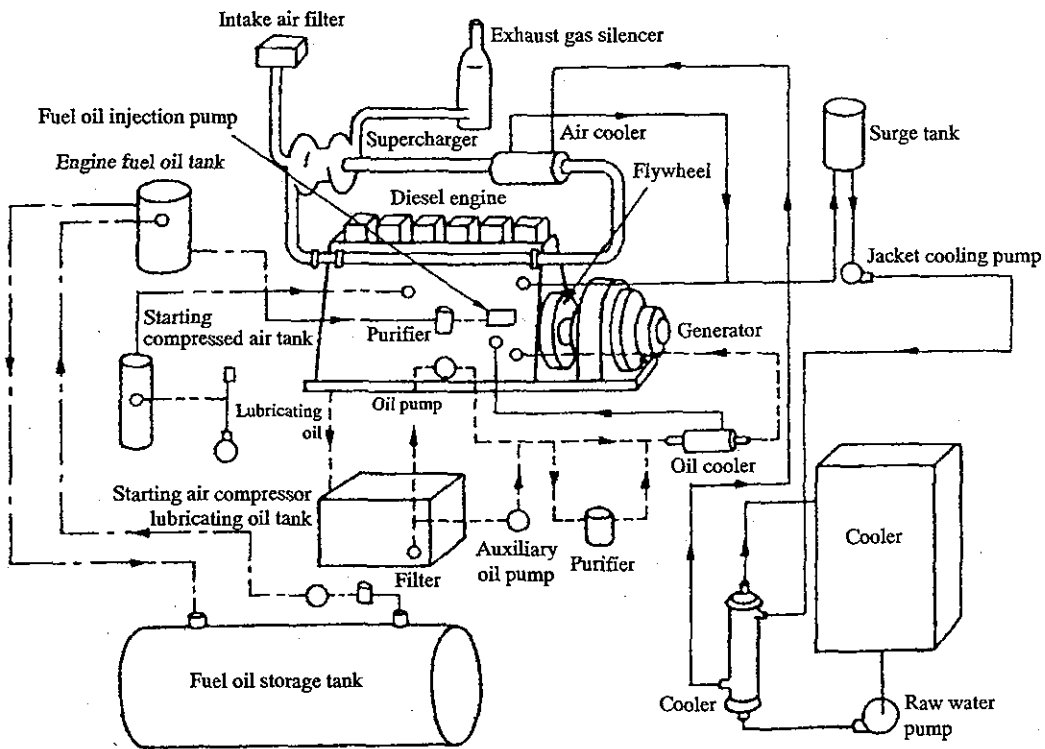 Intake air filter
Exhaust gas silencer
Fuel oil injection pump
Supercharger
Air cooler
Surge tank
Engine fuel oil tank
Flywheel
Diesel engine
Jacket cooling pump
Starting
compressed air tank
Purifier
Generator
Oil pump
Lubricating
oil
Oil cooler
Starting air compressor
lubricating oil tank
Auxiliary
oil pump
Purifier
Cooler
Filter
Fuel oil storage tank
Cooler
Raw water
pump